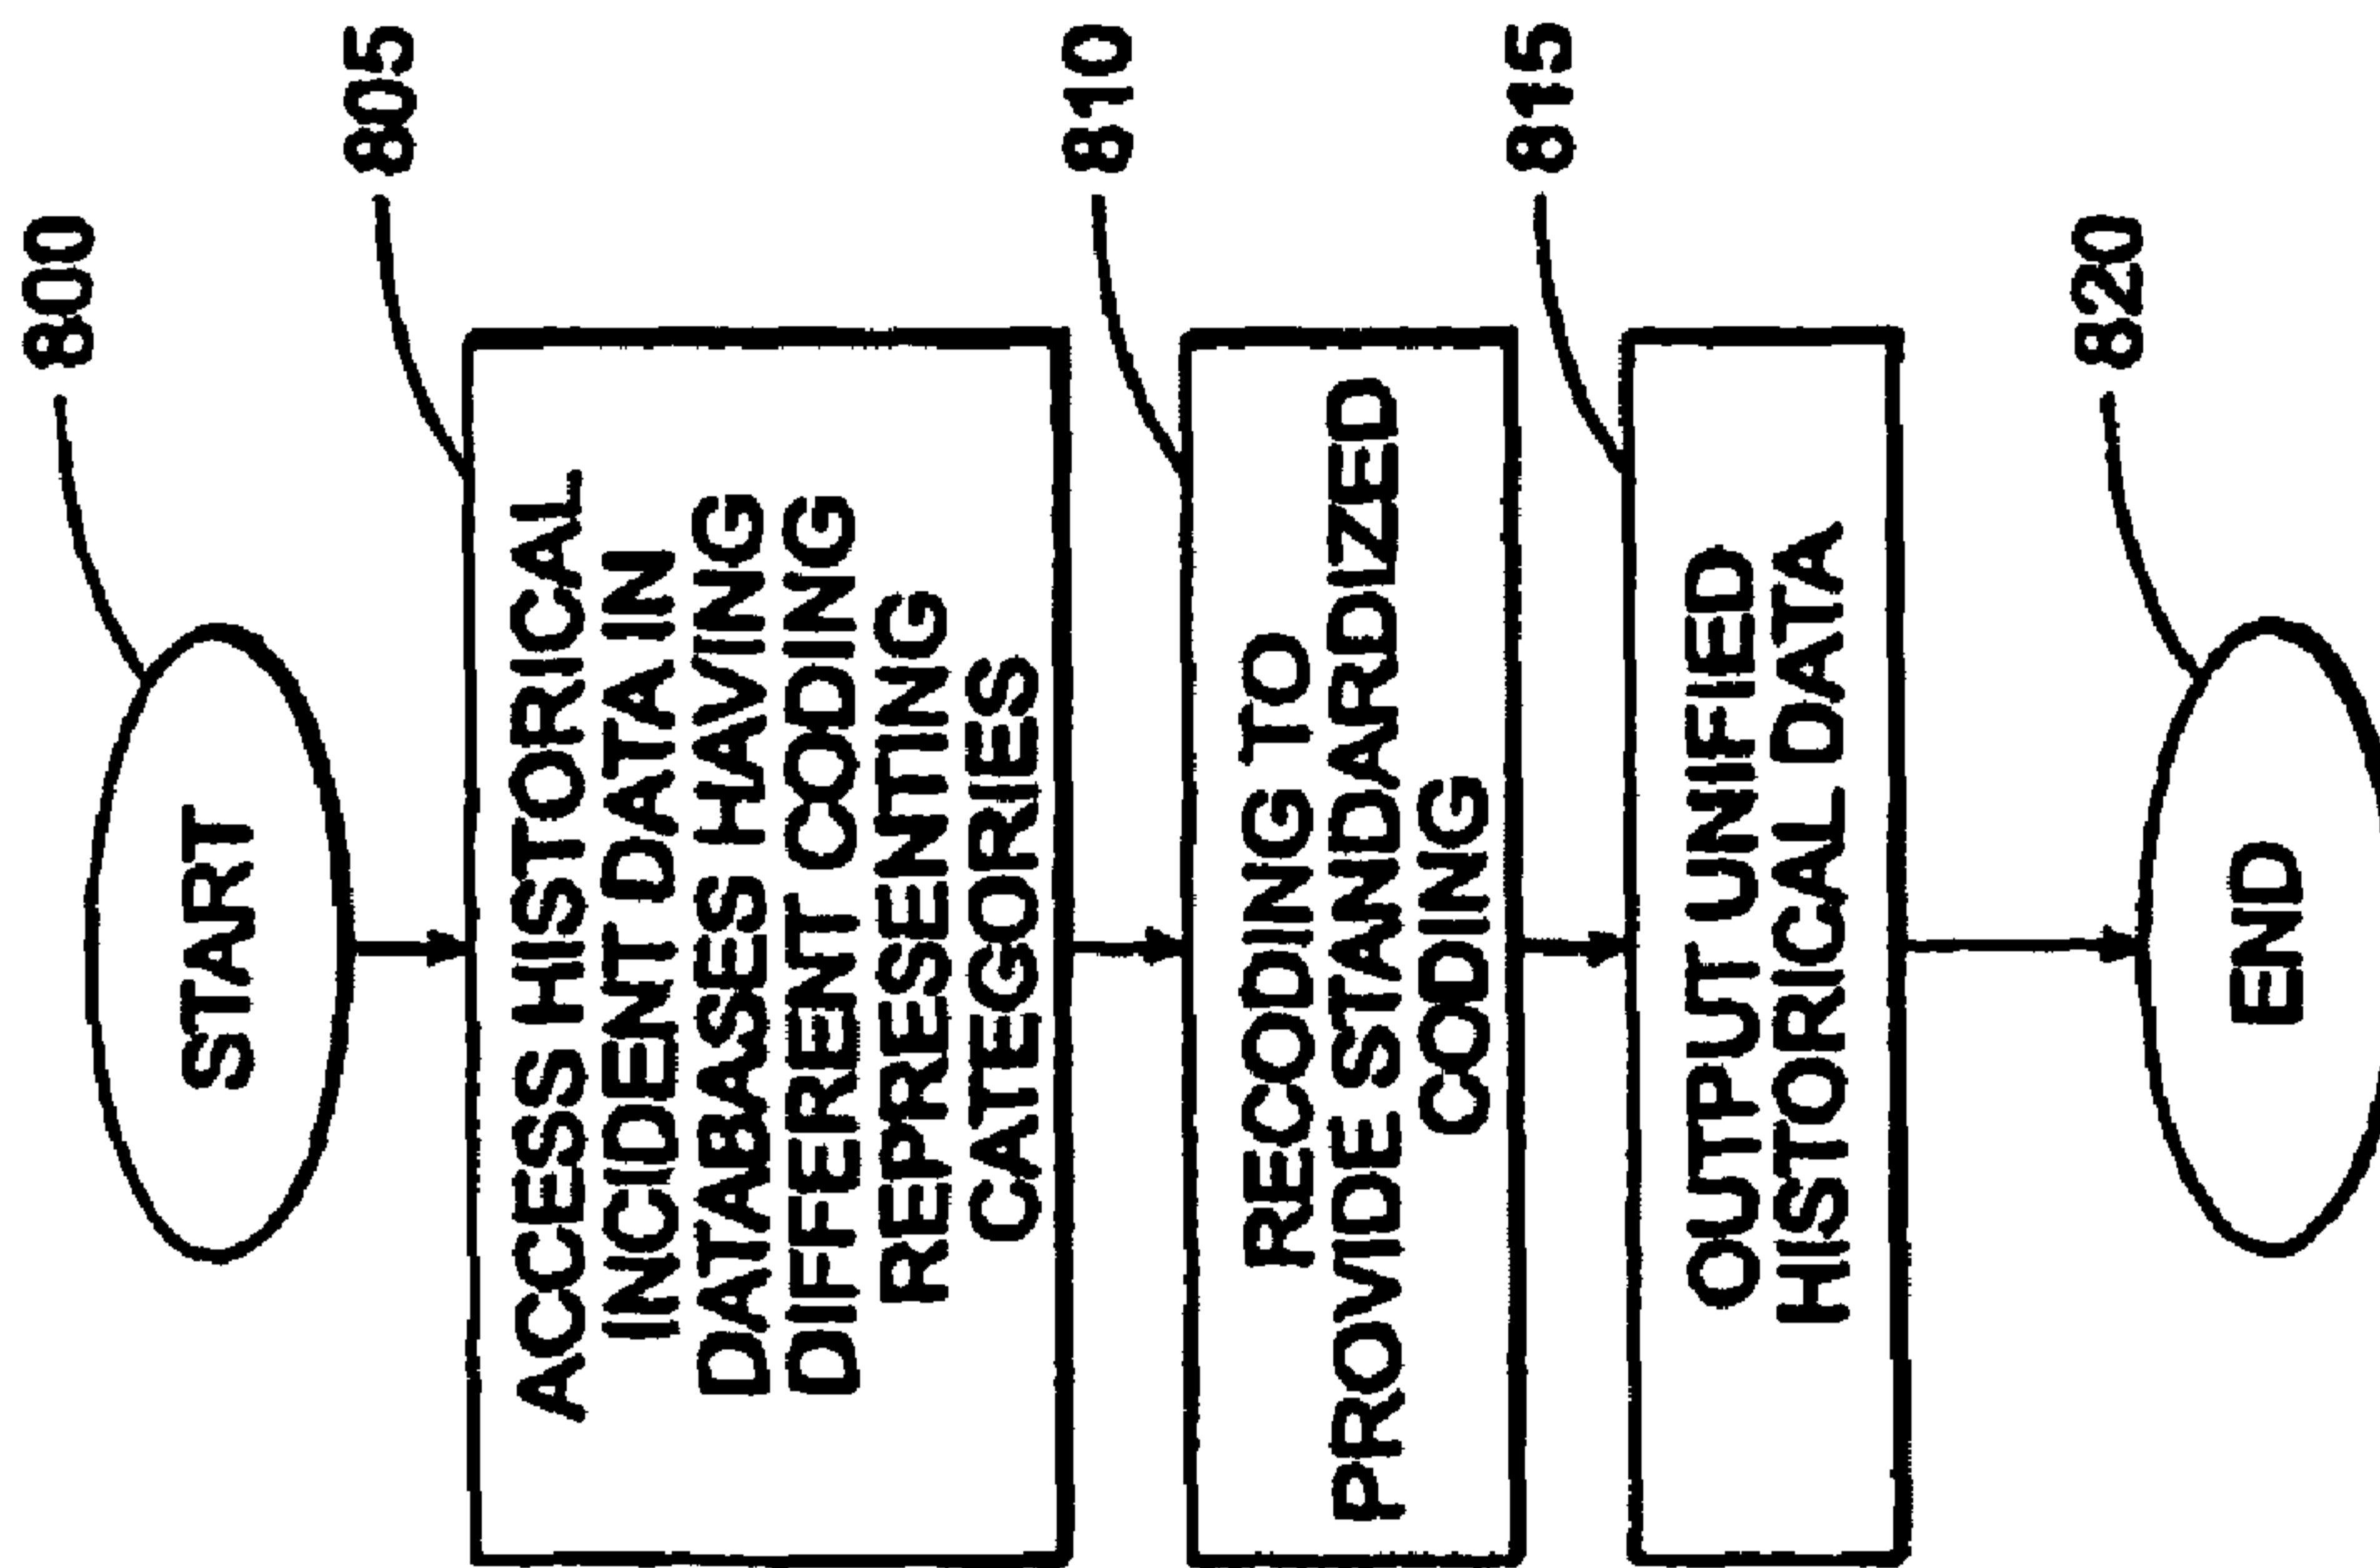 800
START
805
ACCESS HISTORICAL
INCIDENT DATA IN
DATABASES HAVING
DIFFERENT CODING
REPRESENTING
CATEGORIES
810
RECODING TO
PROVIDE STANDARDIZED
CODING
815
OUTPUT UNIFIED
HISTORICAL DATA
820
END